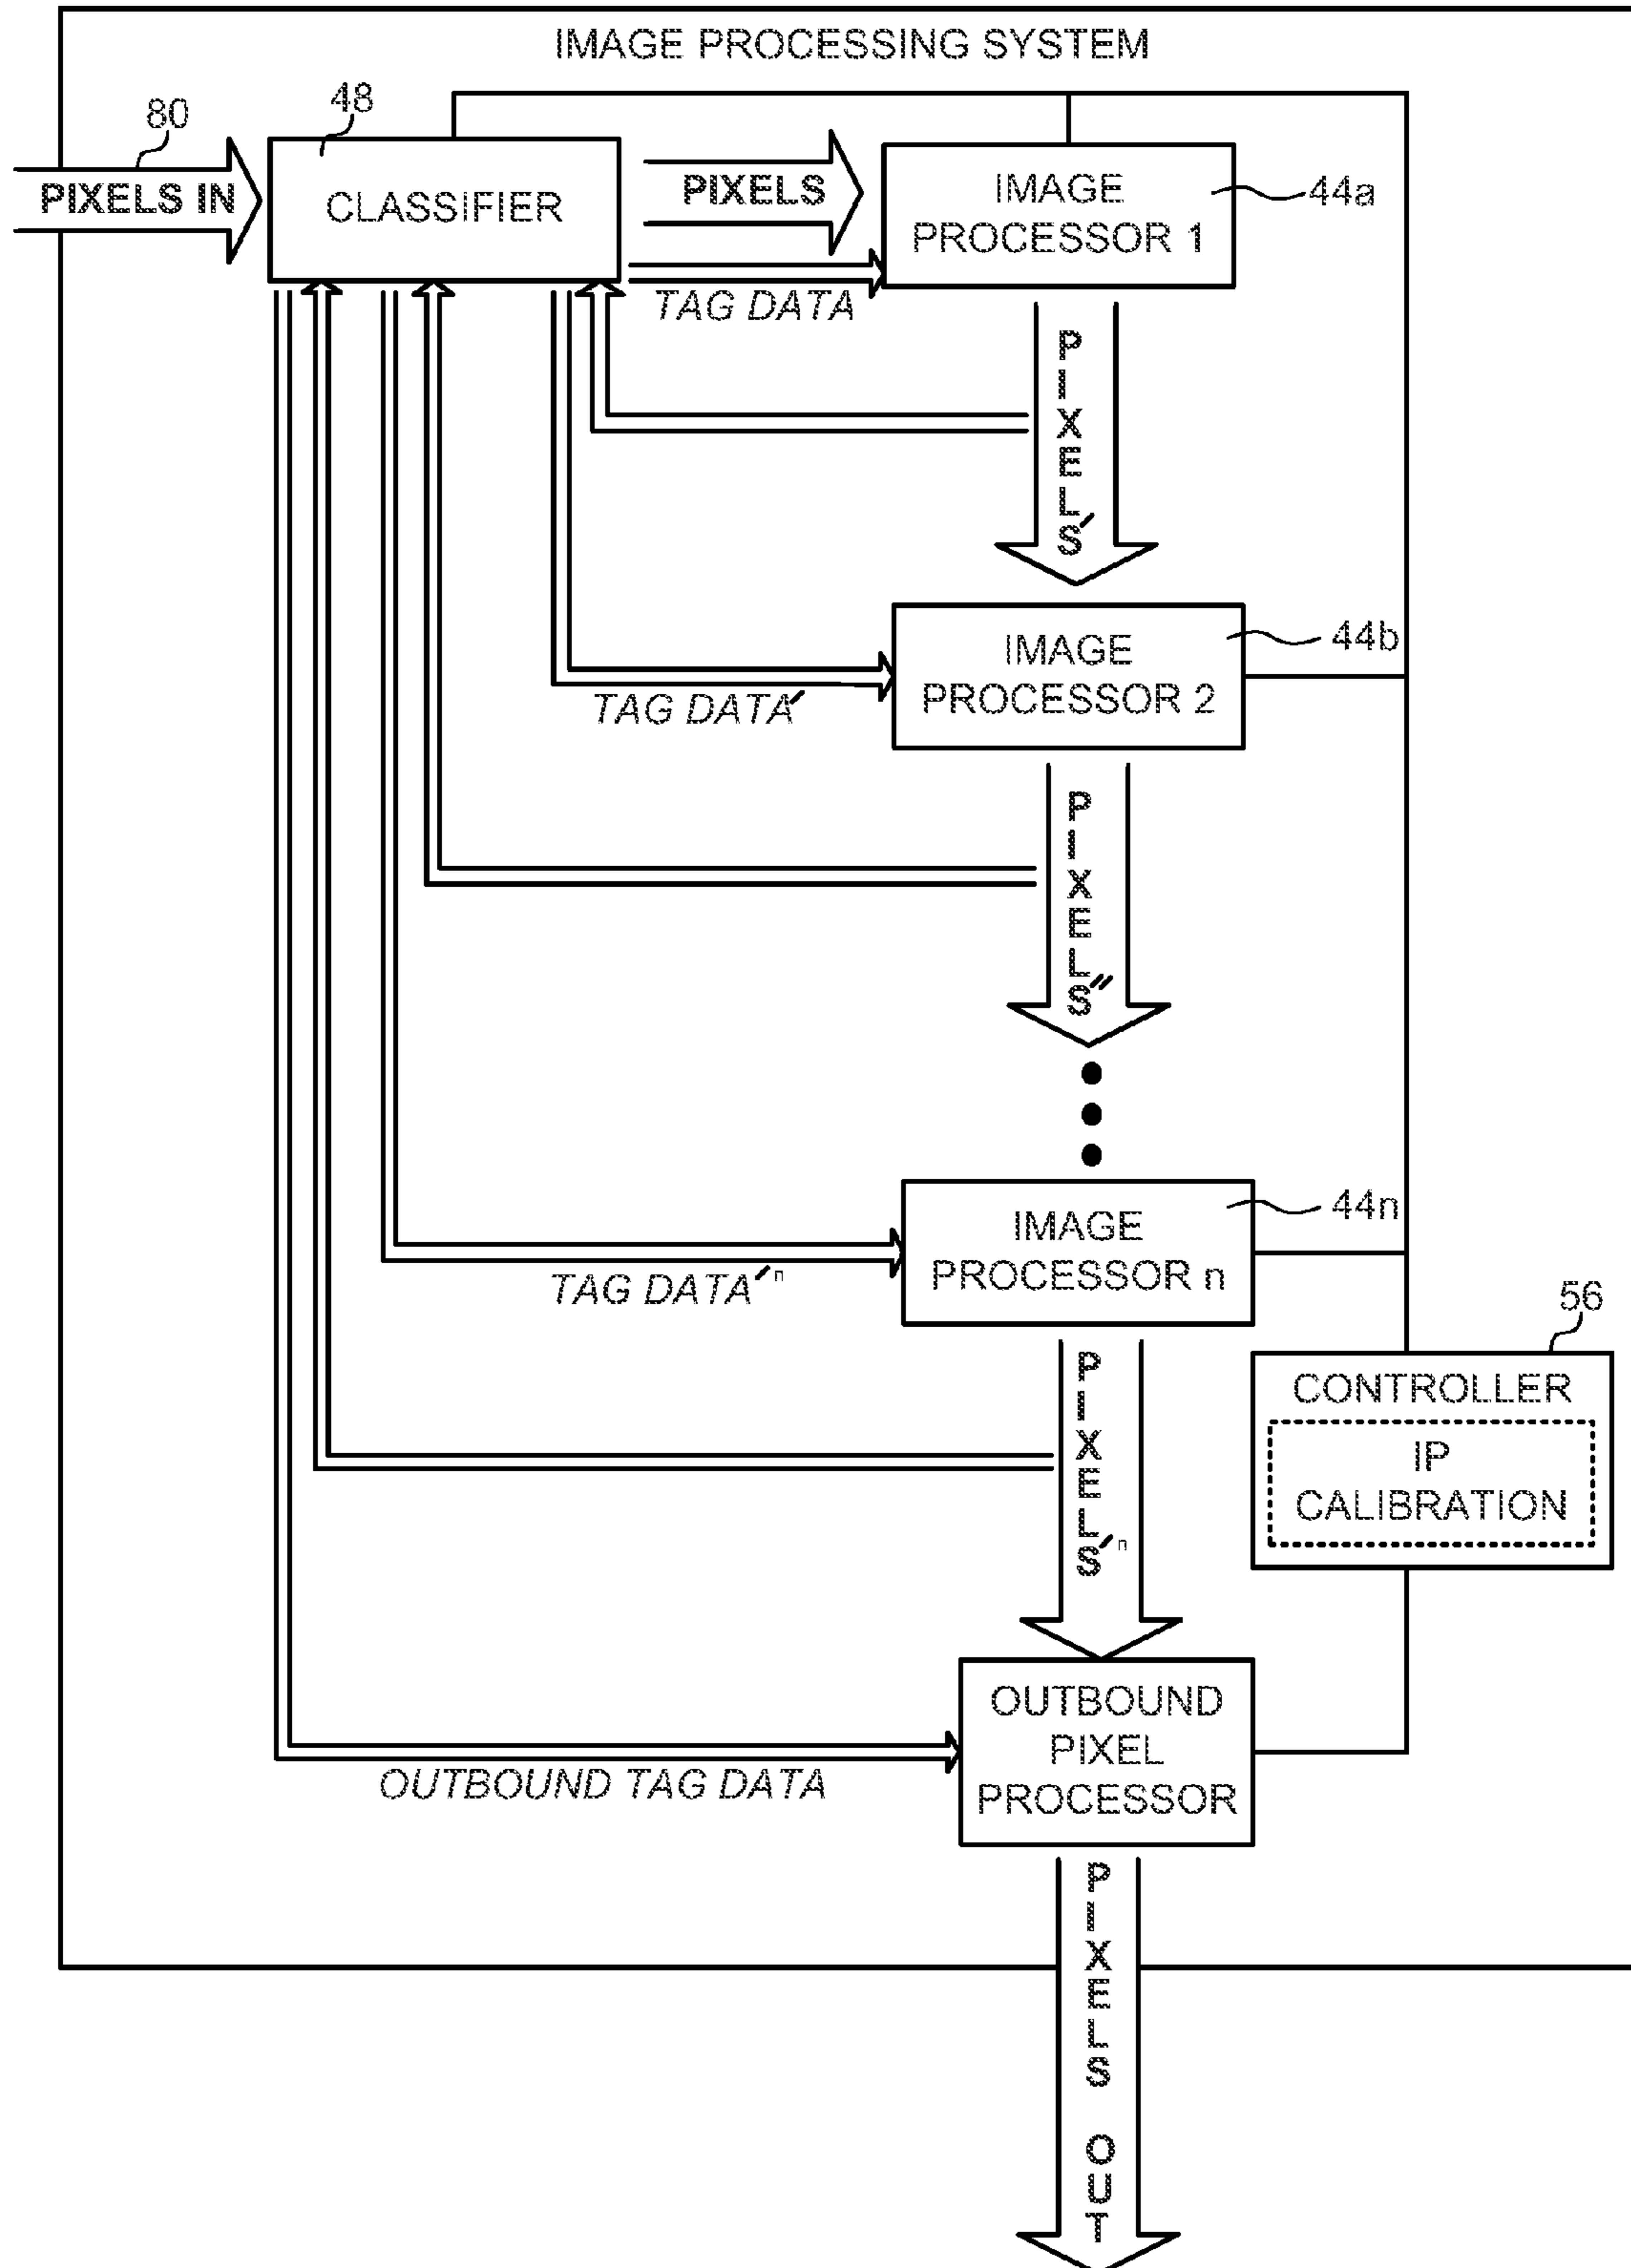 IMAGE PROCESSING SYSTEM
80
48
PIXELS IN
CLASSIFIER
PIXELS
IMAGE
PROCESSOR 1
44a
TAG DATA
PIXELS′
IMAGE
PROCESSOR 2
44b
TAG DATA′
PIXELS″
IMAGE
PROCESSOR n
44n
TAG DATA′ⁿ
56
CONTROLLER
IP
CALIBRATION
PIXELS′ⁿ
OUTBOUND
PIXEL
PROCESSOR
OUTBOUND TAG DATA
PIXELS OUT